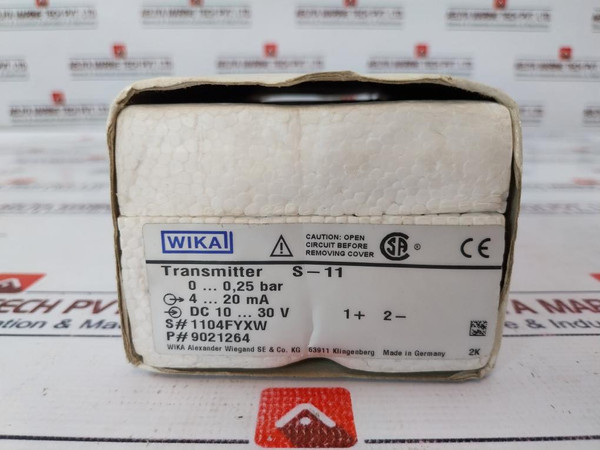 WIKA
CAUTION: OPEN
CIRCUIT BEFORE
REMOVING COVER
SA ®
CE
Transmitter S-11
0 ... 0,25 bar
4 ... 20 mA
DC 10 ... 30 V 1+ 2-
S# 1104FYXW
P# 9021264
WIKA Alexander Wiegand SE & Co. KG 63911 Klingenberg Made in Germany 2K